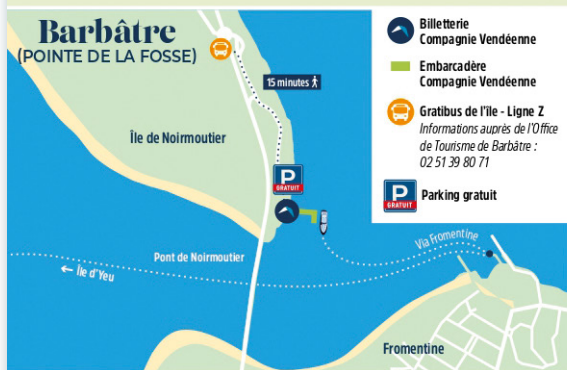 Barbâtre
(POINTE DE LA FOSSE)
15 minutes
Île de Noirmoutier
P
GRATUIT
Via Fromentine
Pont de Noirmoutier
← Île d'Yeu
Fromentine
Billetterie
Compagnie Vendéenne
Embarcadère
Compagnie Vendéenne
Gratibus de l'île - Ligne Z
Informations auprès de l'Office
de Tourisme de Barbâtre :
02 51 39 80 71
P
GRATUIT
Parking gratuit